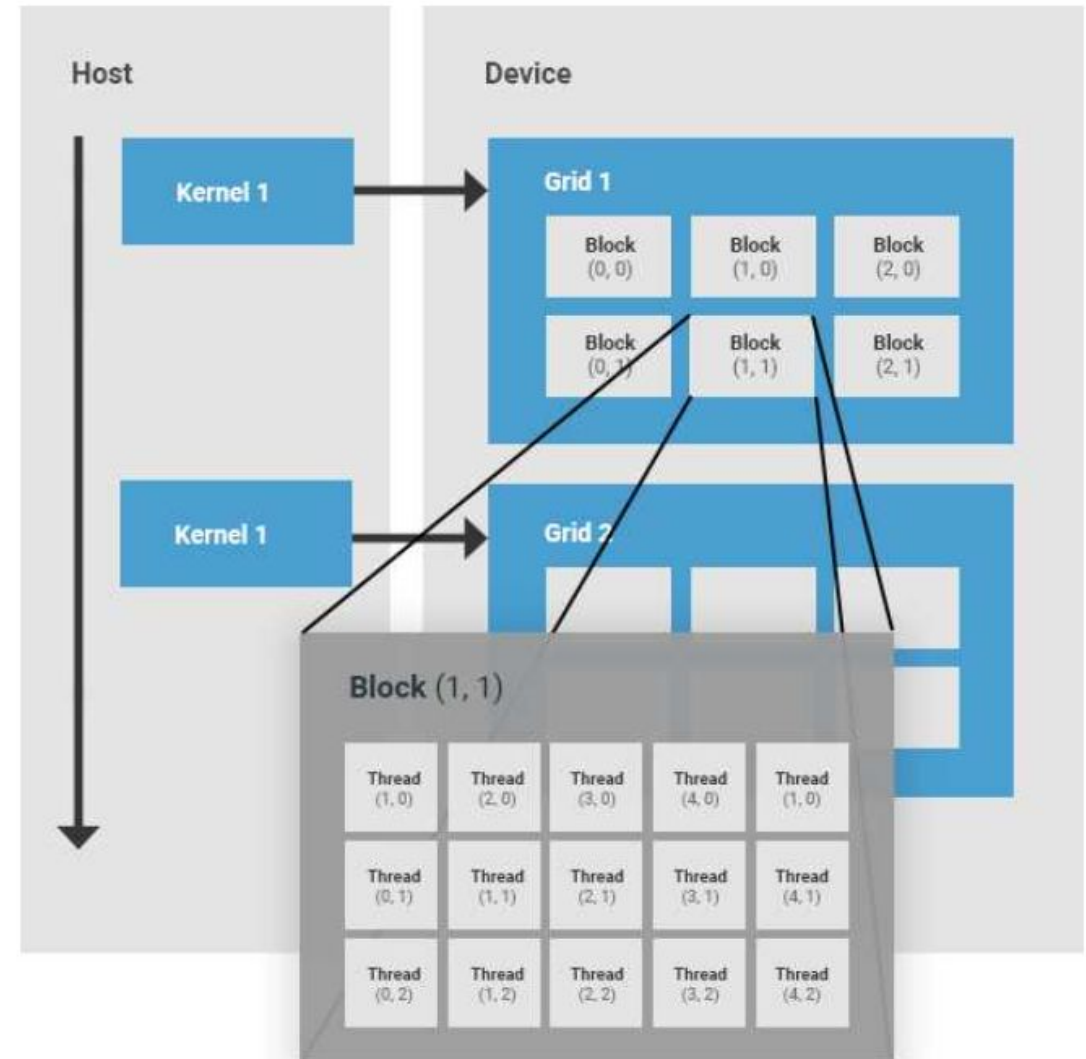 Host
Device
Kernel 1
Grid 1
Block
(0, 0)
Block
(1, 0)
Block
(2, 0)
Block
(0, 1)
Block
(1, 1)
Block
(2, 1)
Kernel 1
Grid 2
Block (1, 1)
Thread
(1, 0)
Thread
(2, 0)
Thread
(3, 0)
Thread
(4, 0)
Thread
(1, 0)
Thread
(0, 1)
Thread
(1, 1)
Thread
(2, 1)
Thread
(3, 1)
Thread
(4, 1)
Thread
(0, 2)
Thread
(1, 2)
Thread
(2, 2)
Thread
(3, 2)
Thread
(4, 2)